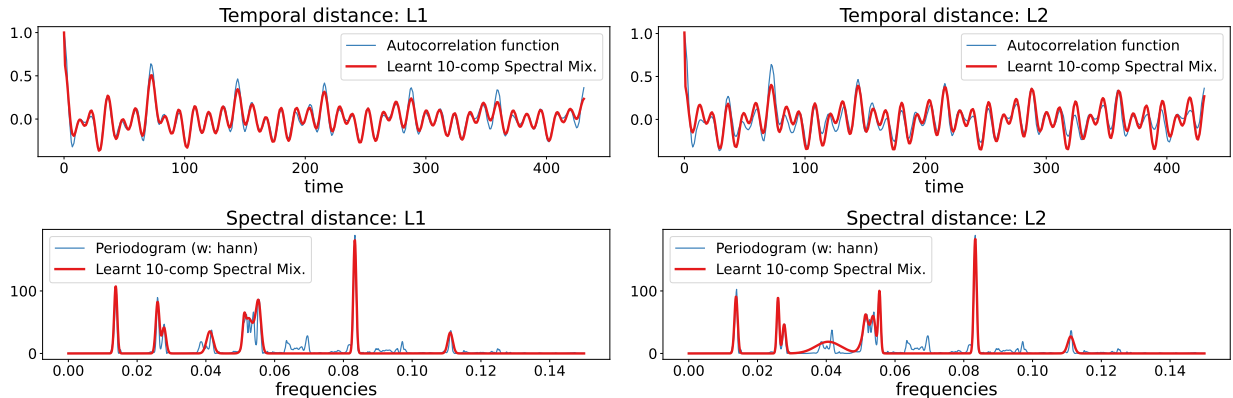 Temporal distance: L1
1.0
0.5
0.0
Autocorrelation function
Learnt 10-comp Spectral Mix.
0 100 200 300 400
time
Temporal distance: L2
1.0
0.5
0.0
Autocorrelation function
Learnt 10-comp Spectral Mix.
0 100 200 300 400
time
Spectral distance: L1
100
0
Periodogram (w: hann)
Learnt 10-comp Spectral Mix.
0.00 0.02 0.04 0.06 0.08 0.10 0.12 0.14
frequencies
Spectral distance: L2
100
0
Periodogram (w: hann)
Learnt 10-comp Spectral Mix.
0.00 0.02 0.04 0.06 0.08 0.10 0.12 0.14
frequencies